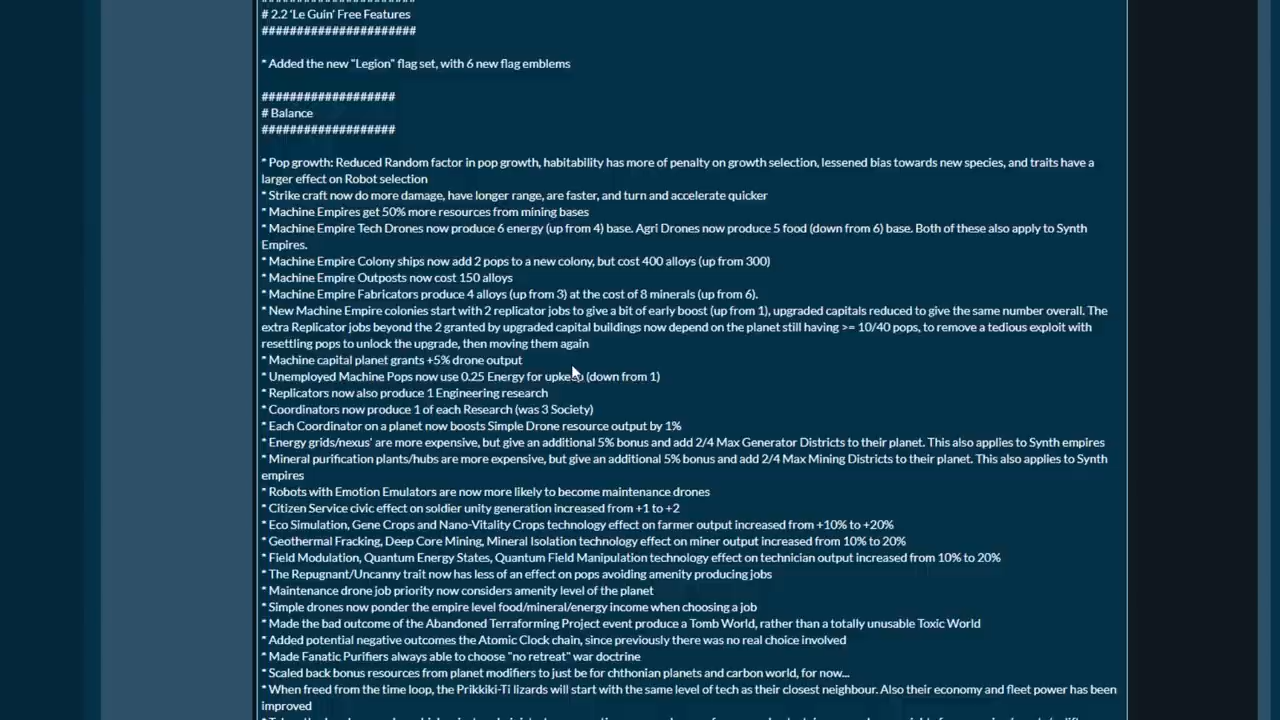 # 2.2 'Le Guin' Free Features
######################
* Added the new "Legion" flag set, with 6 new flag emblems
###################
# Balance
###################
* Pop growth: Reduced Random factor in pop growth, habitability has more of penalty on growth selection, lessened bias towards new species, and traits have a
larger effect on Robot selection
* Strike craft now do more damage, have longer range, are faster, and turn and accelerate quicker
* Machine Empires get 50% more resources from mining bases
* Machine Empire Tech Drones now produce 6 energy (up from 4) base. Agri Drones now produce 5 food (down from 6) base. Both of these also apply to Synth
Empires.
* Machine Empire Colony ships now add 2 pops to a new colony, but cost 400 alloys (up from 300)
* Machine Empire Outposts now cost 150 alloys
* Machine Empire Fabricators produce 4 alloys (up from 3) at the cost of 8 minerals (up from 6).
* New Machine Empire colonies start with 2 replicator jobs to give a bit of early boost (up from 1), upgraded capitals reduced to give the same number overall. The
extra Replicator jobs beyond the 2 granted by upgraded capital buildings now depend on the planet still having >= 10/40 pops, to remove a tedious exploit with
resettling pops to unlock the upgrade, then moving them again
* Machine capital planet grants +5% drone output
* Unemployed Machine Pops now use 0.25 Energy for upkeep (down from 1)
* Replicators now also produce 1 Engineering research
* Coordinators now produce 1 of each Research (was 3 Society)
* Each Coordinator on a planet now boosts Simple Drone resource output by 1%
* Energy grids/nexus' are more expensive, but give an additional 5% bonus and add 2/4 Max Generator Districts to their planet. This also applies to Synth empires
* Mineral purification plants/hubs are more expensive, but give an additional 5% bonus and add 2/4 Max Mining Districts to their planet. This also applies to Synth
empires
* Robots with Emotion Emulators are now more likely to become maintenance drones
* Citizen Service civic effect on soldier unity generation increased from +1 to +2
* Eco Simulation, Gene Crops and Nano-Vitality Crops technology effect on farmer output increased from +10% to +20%
* Geothermal Fracking, Deep Core Mining, Mineral Isolation technology effect on miner output increased from 10% to 20%
* Field Modulation, Quantum Energy States, Quantum Field Manipulation technology effect on technician output increased from 10% to 20%
* The Repugnant/Uncanny trait now has less of an effect on pops avoiding amenity producing jobs
* Maintenance drone job priority now considers amenity level of the planet
* Simple drones now ponder the empire level food/mineral/energy income when choosing a job
* Made the bad outcome of the Abandoned Terraforming Project event produce a Tomb World, rather than a totally unusable Toxic World
* Added potential negative outcomes the Atomic Clock chain, since previously there was no real choice involved
* Made Fanatic Purifiers always able to choose "no retreat" war doctrine
* Scaled back bonus resources from planet modifiers to just be for chthonian planets and carbon world, for now...
* When freed from the time loop, the Prikkiki-Ti lizards will start with the same level of tech as their closest neighbour. Also their economy and fleet power has been
improved